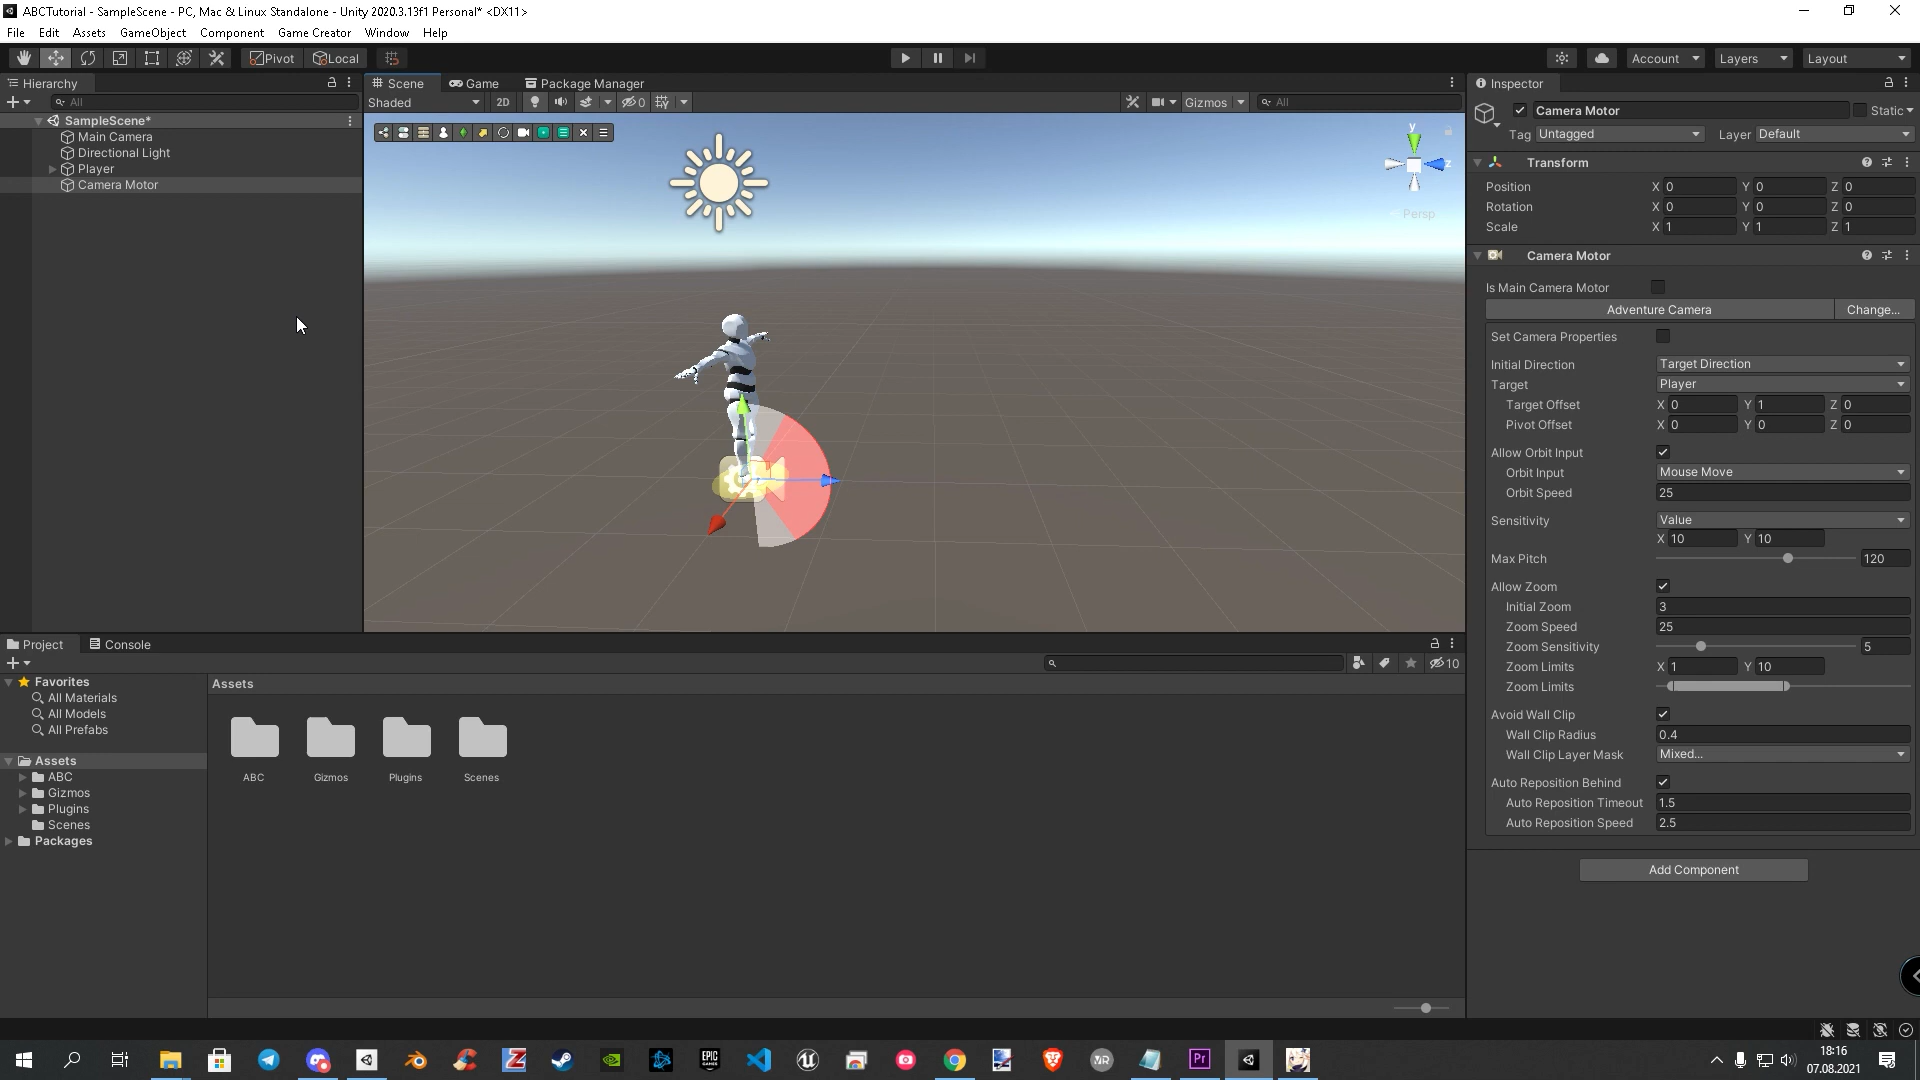 ABCTutorial - SampleScene - PC, Mac & Linux Standalone - Unity 2020.3.13f1 Personal* <DX11>
File Edit Assets GameObject Component Game Creator Window Help
Pivot Local Account Layers Layout
Hierarchy
All
SampleScene*
Main Camera
Directional Light
Player
Camera Motor
Scene Game Package Manager
Shaded 2D 0 Gizmos All
y
z
Persp
Inspector
Camera Motor Static
Tag Untagged Layer Default
Transform
Position X 0 Y 0 Z 0
Rotation X 0 Y 0 Z 0
Scale X 1 Y 1 Z 1
Camera Motor
Is Main Camera Motor
Adventure Camera Change...
Set Camera Properties
Initial Direction Target Direction
Target Player
Target Offset X 0 Y 1 Z 0
Pivot Offset X 0 Y 0 Z 0
Allow Orbit Input
Orbit Input Mouse Move
Orbit Speed 25
Sensitivity Value
X 10 Y 10
Max Pitch 120
Allow Zoom
Initial Zoom 3
Zoom Speed 25
Zoom Sensitivity 5
Zoom Limits X 1 Y 10
Zoom Limits
Avoid Wall Clip
Wall Clip Radius 0.4
Wall Clip Layer Mask Mixed...
Auto Reposition Behind
Auto Reposition Timeout 1.5
Auto Reposition Speed 2.5
Add Component
Project Console
10
Favorites
All Materials
All Models
All Prefabs
Assets
ABC
Gizmos
Plugins
Scenes
Packages
Assets
ABC Gizmos Plugins Scenes
EPIC GAMES
VR
Pr
18:16
07.08.2021